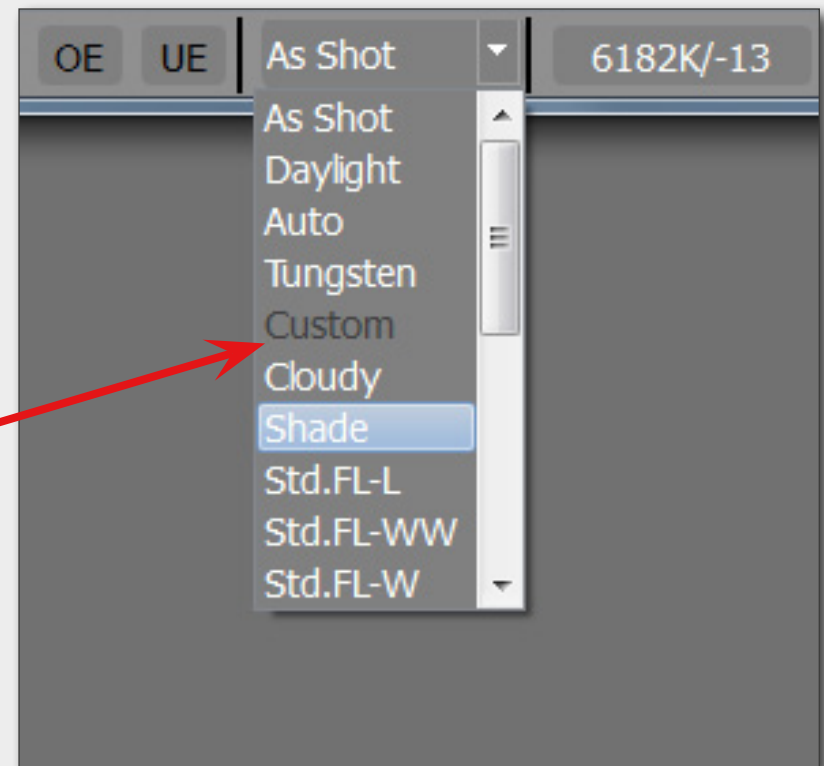 OE UE As Shot 6182K/-13
As Shot
Daylight
Auto
Tungsten
Custom
Cloudy
Shade
Std.FL-L
Std.FL-WW
Std.FL-W